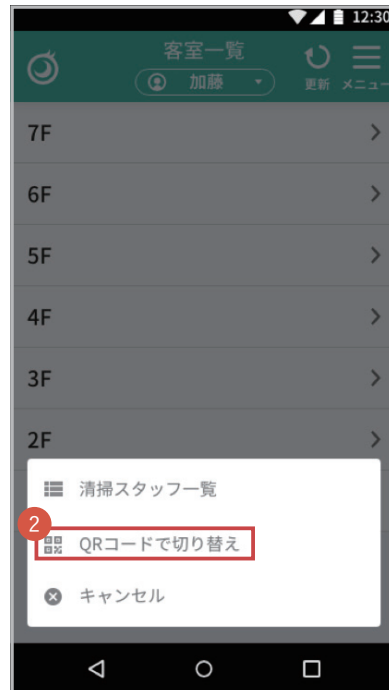 12:30
客室一覧
加藤
更新
メニュー
7F
6F
5F
4F
3F
2F
清掃スタッフ一覧
2
QRコードで切り替え
キャンセル